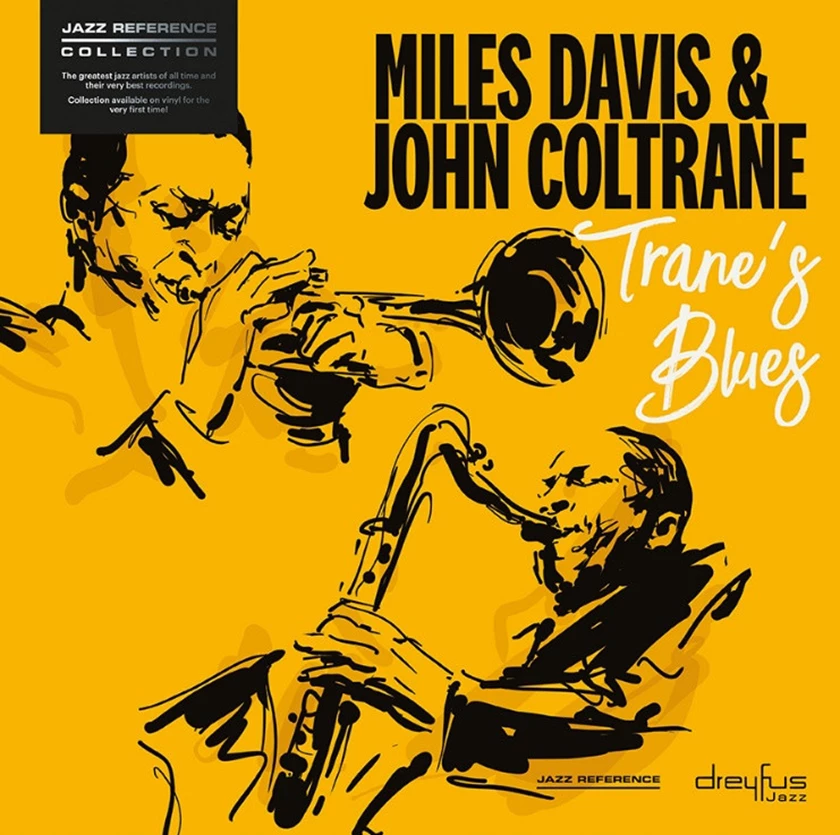 JAZZ REFERENCE
COLLECTION
The greatest jazz artists of all time and
their very best recordings.
Collection available on vinyl for the
very first time!
MILES DAVIS &
JOHN COLTRANE
Trane's
Blues
JAZZ REFERENCE
dreyfus
Jazz